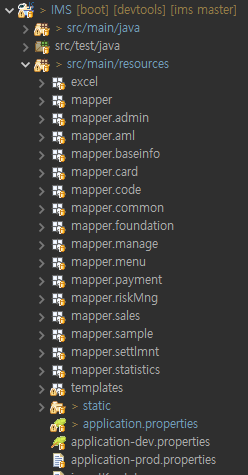 > IMS [boot] [devtools] [ims master]
> src/main/java
src/test/java
> src/main/resources
excel
mapper
mapper.admin
mapper.aml
mapper.baseinfo
mapper.card
mapper.code
mapper.common
mapper.foundation
mapper.manage
mapper.menu
mapper.payment
mapper.riskMng
mapper.sales
mapper.sample
mapper.settlmnt
mapper.statistics
templates
> static
> application.properties
application-dev.properties
application-prod.properties